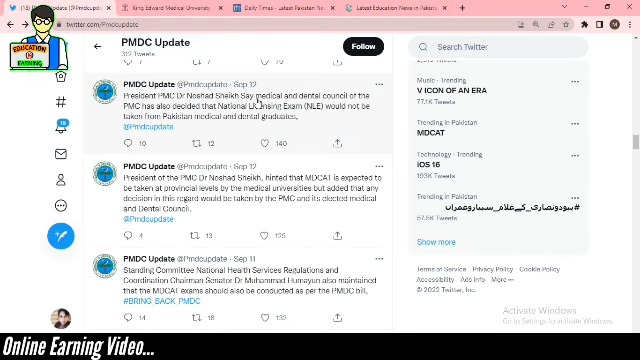 (18) PMDC Update (@Pmdcupdate
King Edward Medical University
Daily Times - Latest Pakistan Ne
Latest Education News in Pakistan
twitter.com/Pmdcupdate
EDUCATION
N
EARNING
PMDC Update
312 Tweets
Follow
Search Twitter
PMDC Update @Pmdcupdate · Sep 12
President PMC Dr Noshad Sheikh Say medical and dental council of the
PMC has also decided that National Licensing Exam (NLE) would not be
taken from Pakistan medical and dental graduates,
@Pmdcupdate
10 12 140
PMDC Update @Pmdcupdate · Sep 12
President of the PMC Dr Noshad Sheikh, hinted that MDCAT is expected to
be taken at provincial levels by the medical universities but added that any
decision in this regard would be taken by the PMC and its elected medical
and Dental Council.
@Pmdcupdate
4 13 125
PMDC Update @Pmdcupdate · Sep 11
Standing Committee National Health Services Regulations and
Coordination Chairman Senator Dr Muhammad Humayun also maintained
that the MDCAT exams should also be conducted as per the PMDC bill.
#BRING_BACK_PMDC
14 18 132
Music · Trending
V ICON OF AN ERA
77.1K Tweets
Trending in Pakistan
MDCAT
Technology · Trending
iOS 16
193K Tweets
Trending in Pakistan
#یہودونصاری_کےغلام_سہباروعمران
57.5K Tweets
Show more
Terms of Service Privacy Policy Cookie Policy
Accessibility Ads info More
© 2022 Twitter, Inc.
Activate Windows
Go to Settings to activate Windows.
18
Online Earning Video...